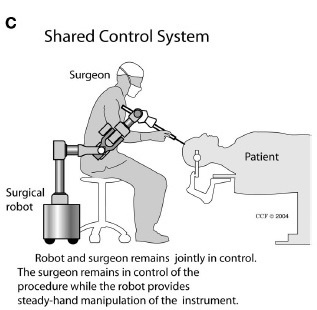 C
Shared Control System
Surgeon
Patient
Surgical
robot
CCF © 2004
Robot and surgeon remains jointly in control.
The surgeon remains in control of the
procedure while the robot provides
steady-hand manipulation of the instrument.